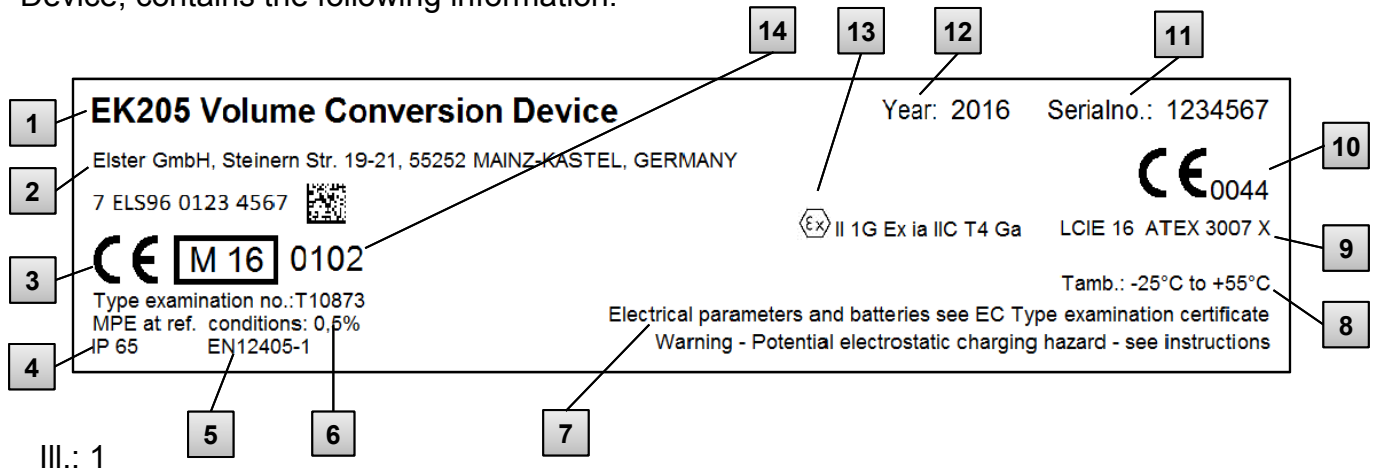 Device, contains the following information:
14 13 12 11
1 EK205 Volume Conversion Device Year: 2016 Serialno.: 1234567
2 Elster GmbH, Steinern Str. 19-21, 55252 MAINZ-KASTEL, GERMANY
7 ELS96 0123 4567
CE 0044 10
Ex II 1G Ex ia IIC T4 Ga LCIE 16 ATEX 3007 X 9
3 CE M 16 0102
Type examination no.:T10873 Tamb.: -25°C to +55°C 8
MPE at ref. conditions: 0,5% Electrical parameters and batteries see EC Type examination certificate
4 IP 65 EN12405-1 Warning - Potential electrostatic charging hazard - see instructions
5 6 7
Ill.: 1